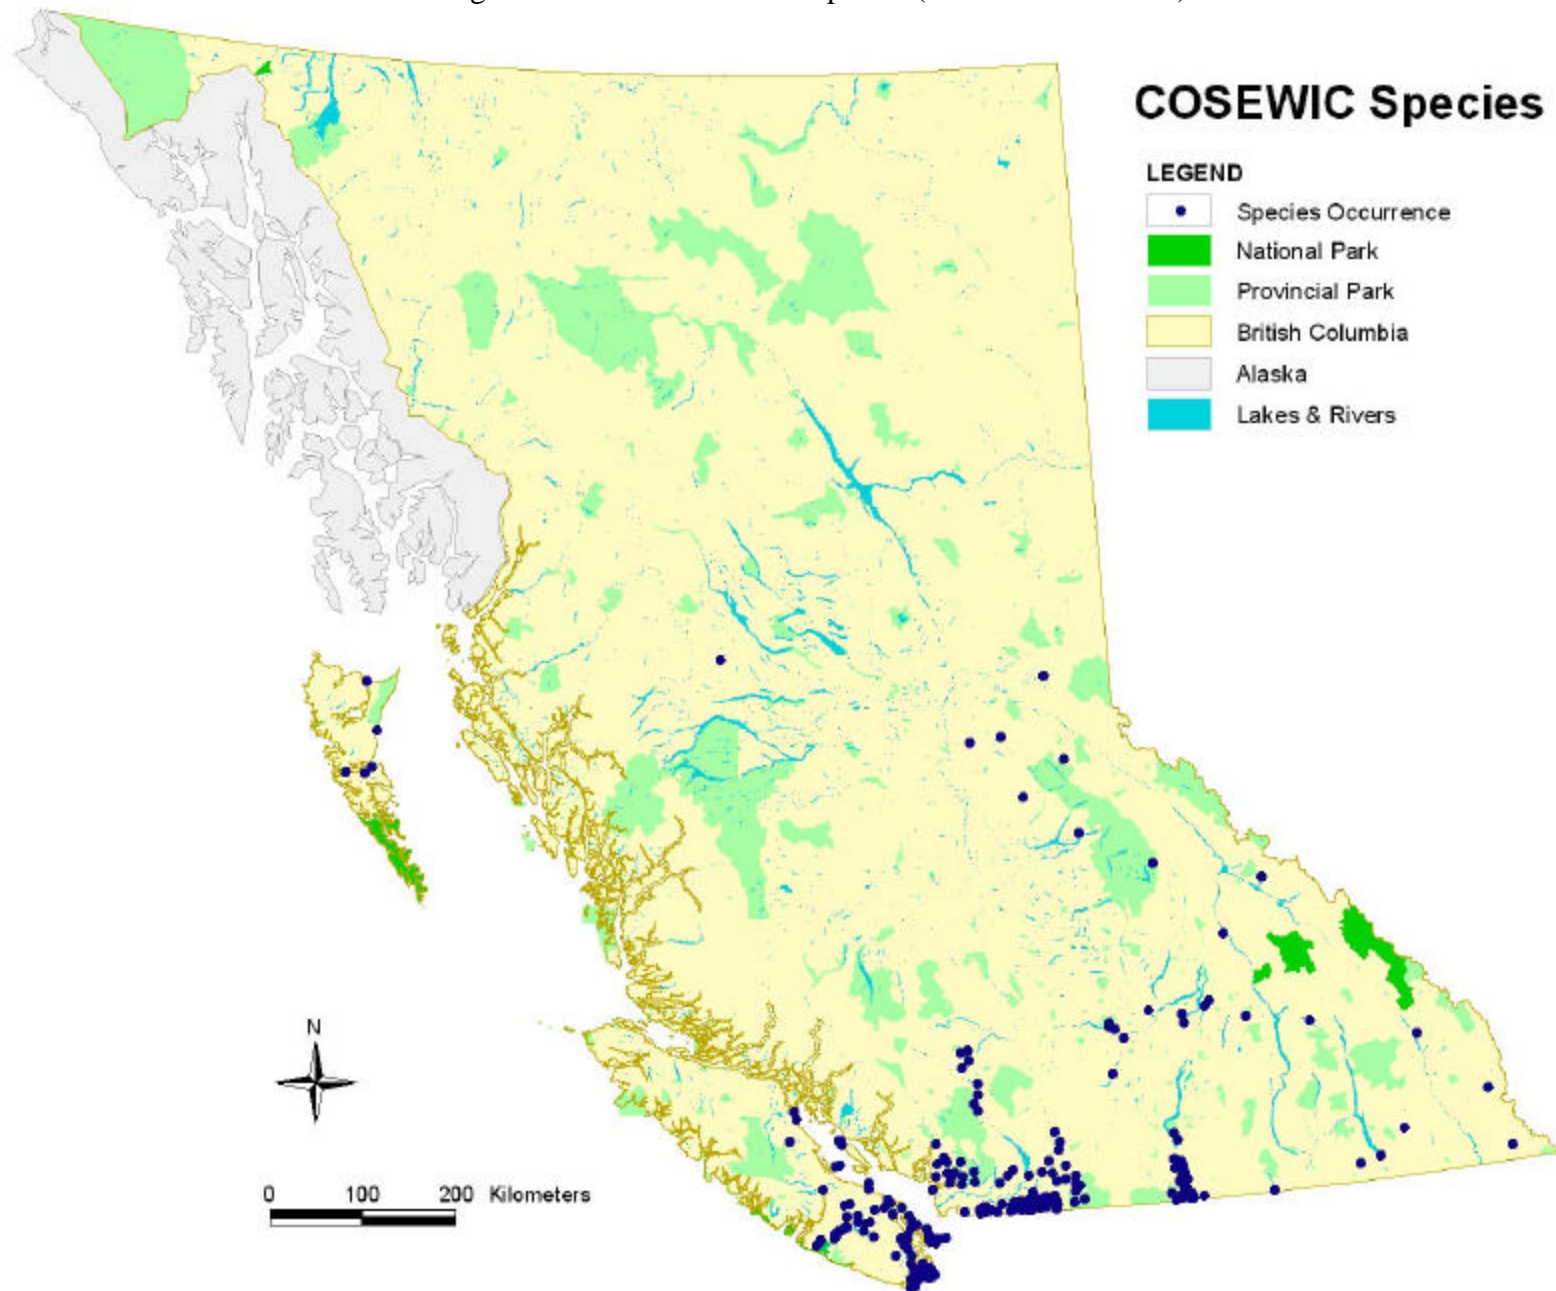 COSEWIC Species
LEGEND
Species Occurrence
National Park
Provincial Park
British Columbia
Alaska
Lakes & Rivers
N
0 100 200 Kilometers